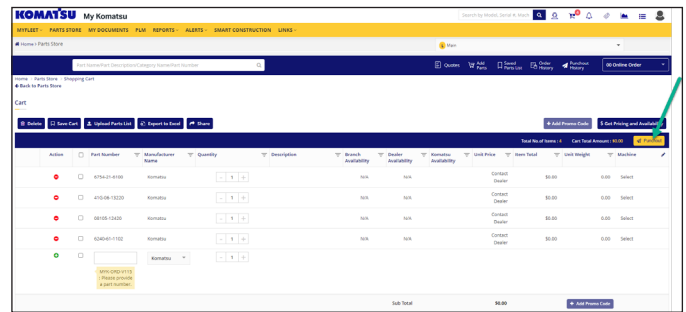 KOMATSU My Komatsu
Search by Model, Serial #, Mach
MYFLEET PARTS STORE MY DOCUMENTS PLM REPORTS ALERTS SMART CONSTRUCTION LINKS
Home › Parts Store
Main
Part Name/Part Description/Category Name/Part Number
Quotes Add Parts Saved Parts List Order History Punchout History 00 Online Order
Home Parts Store Shopping Cart
Back to Parts Store
Cart
Delete Save Cart Upload Parts List Export to Excel Share + Add Promo Code $ Get Pricing and Availability
Total No.of Items : 4 Cart Total Amount : $0.00 Punchout
Action Part Number Manufacturer Name Quantity Description Branch Availability Dealer Availability Komatsu Availability Unit Price Item Total Unit Weight Machine
6754-21-6100 Komatsu - 1 + N/A N/A Contact Dealer $0.00 0.00 Select
Komatsu - 1 + N/A N/A Contact Dealer $0.00 0.00 Select
Komatsu - 1 + N/A N/A Contact Dealer $0.00 0.00 Select
6240-61-1102 Komatsu - 1 + N/A N/A Contact Dealer $0.00 0.00 Select
Komatsu - 1 +
: Please provide
a part number.
Sub Total $0.00 + Add Promo Code